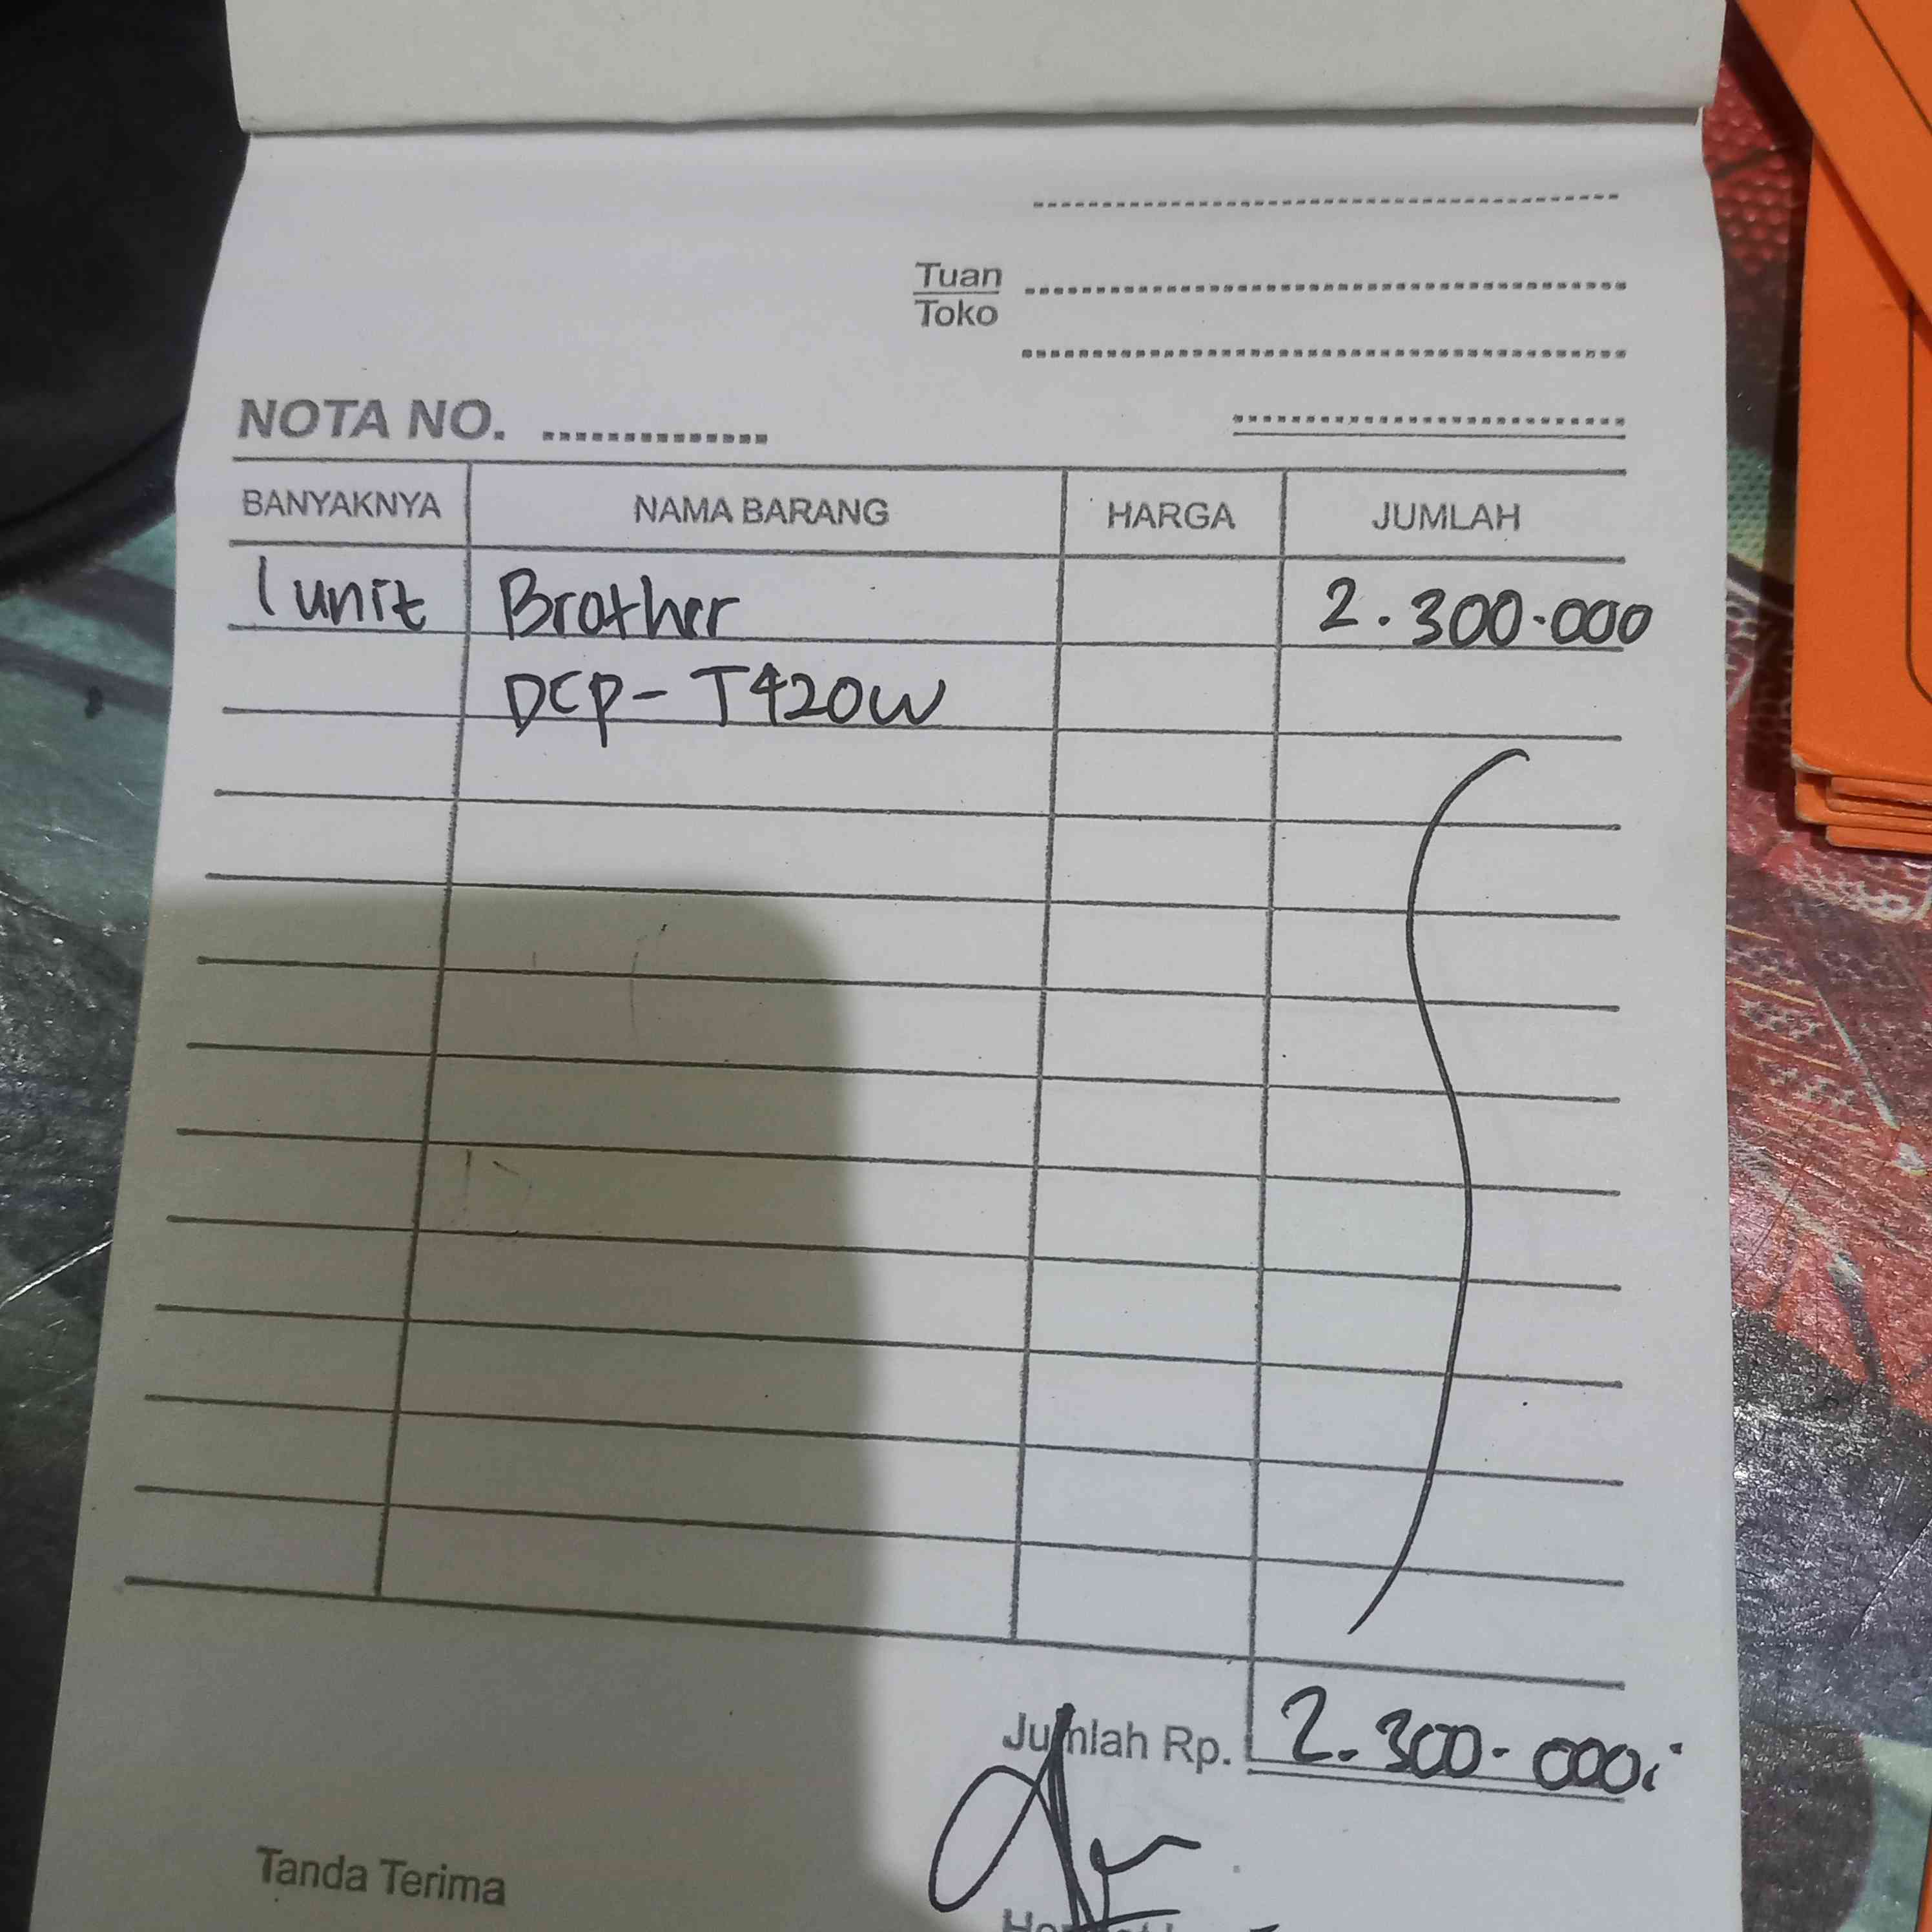 Tuan
Toko
NOTA NO.
BANYAKNYA NAMA BARANG HARGA JUMLAH
1 unit Brother 2.300.000
DCP-T420W
Jumlah Rp. 2.300.000
Tanda Terima